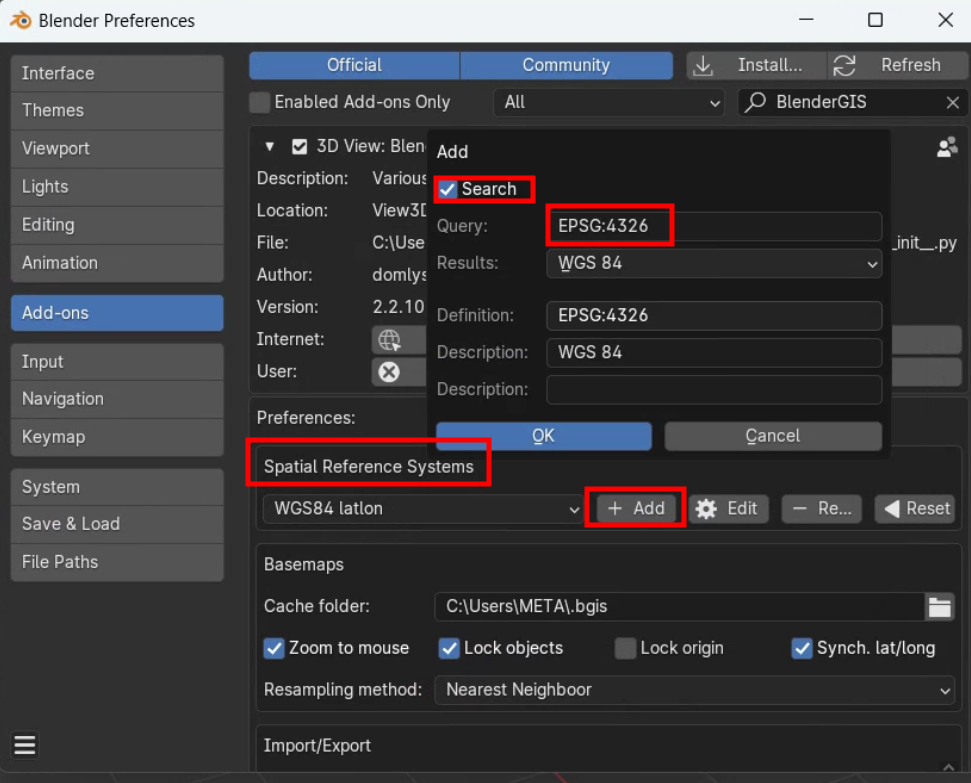 Blender Preferences
Interface
Themes
Viewport
Lights
Editing
Animation
Add-ons
Input
Navigation
Keymap
System
Save & Load
File Paths
Official Community Install... Refresh
Enabled Add-ons Only All BlenderGIS
3D View: Blen
Description: Various
Location: View3D
File: C:\Use _init__.py
Author: domlys
Version: 2.2.10
Internet:
User:
Add
Search
Query: EPSG:4326
Results: WGS 84
Definition: EPSG:4326
Description: WGS 84
Description:
OK Cancel
Preferences:
Spatial Reference Systems
WGS84 latlon Add Edit Re... Reset
Basemaps
Cache folder: C:\Users\META\.bgis
Zoom to mouse Lock objects Lock origin Synch. lat/long
Resampling method: Nearest Neighboor
Import/Export